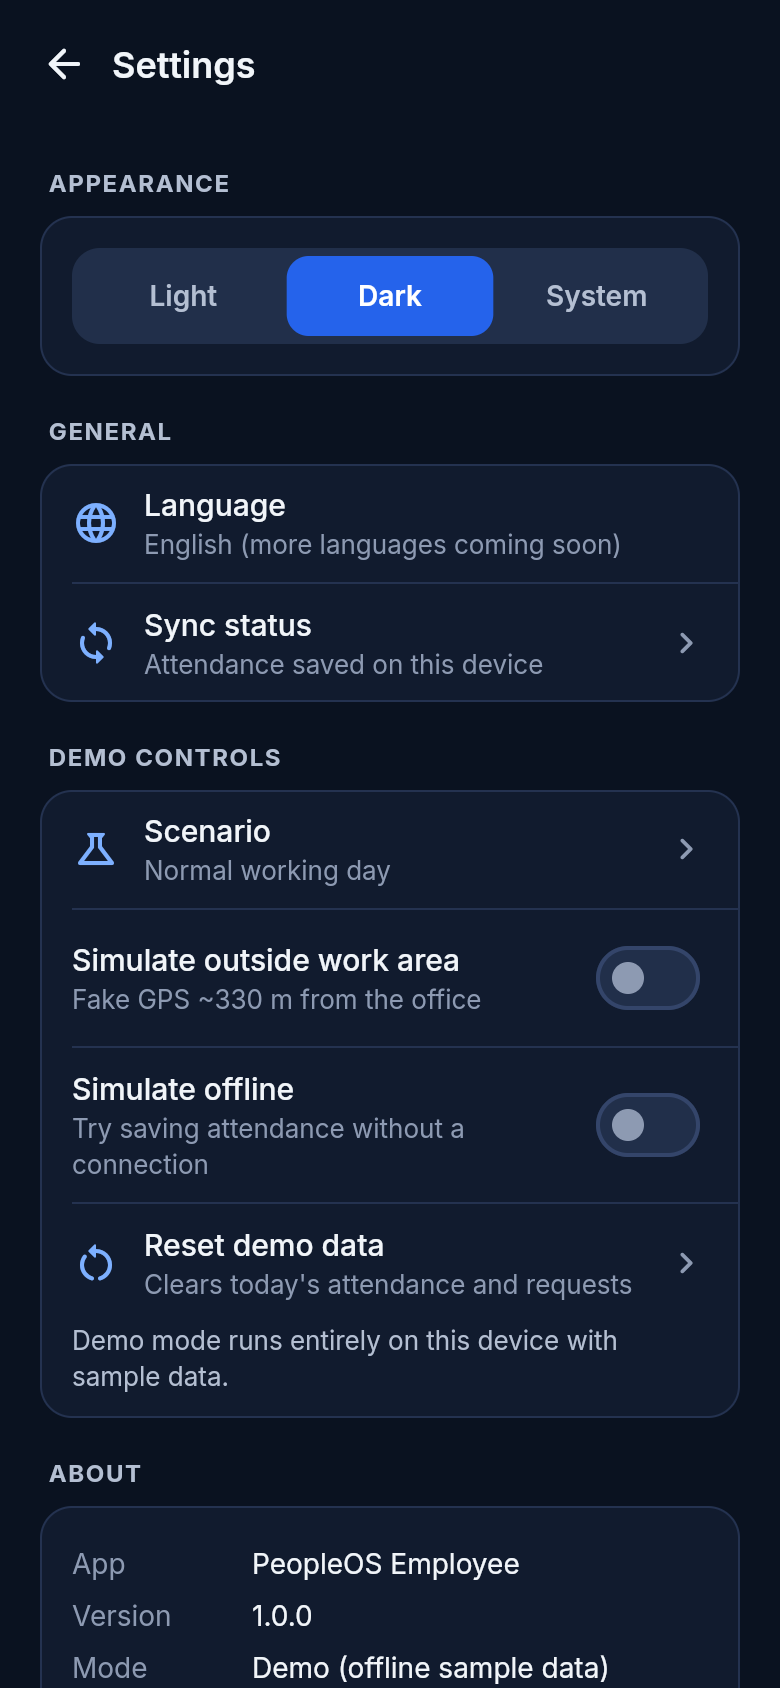 Settings
APPEARANCE
Light Dark System
GENERAL
Language
English (more languages coming soon)
Sync status
Attendance saved on this device
DEMO CONTROLS
Scenario
Normal working day
Simulate outside work area
Fake GPS ~330 m from the office
Simulate offline
Try saving attendance without a
connection
Reset demo data
Clears today's attendance and requests
Demo mode runs entirely on this device with
sample data.
ABOUT
App PeopleOS Employee
Version 1.0.0
Mode Demo (offline sample data)